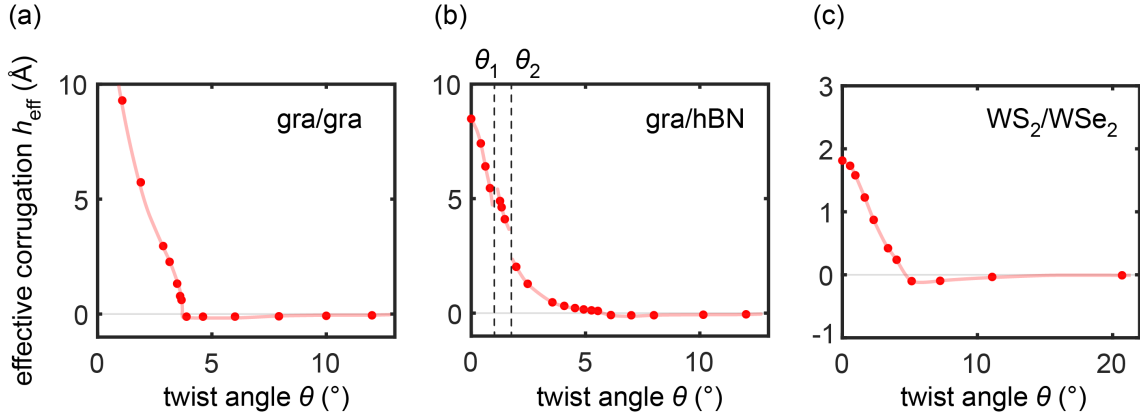 (a)
(b)
(c)
effective corrugation h_eff (Å)
10
5
0
0
5
10
gra/gra
twist angle θ (°)
θ₁
θ₂
10
5
0
0
5
10
gra/hBN
twist angle θ (°)
3
2
1
0
-1
0
10
20
WS₂/WSe₂
twist angle θ (°)